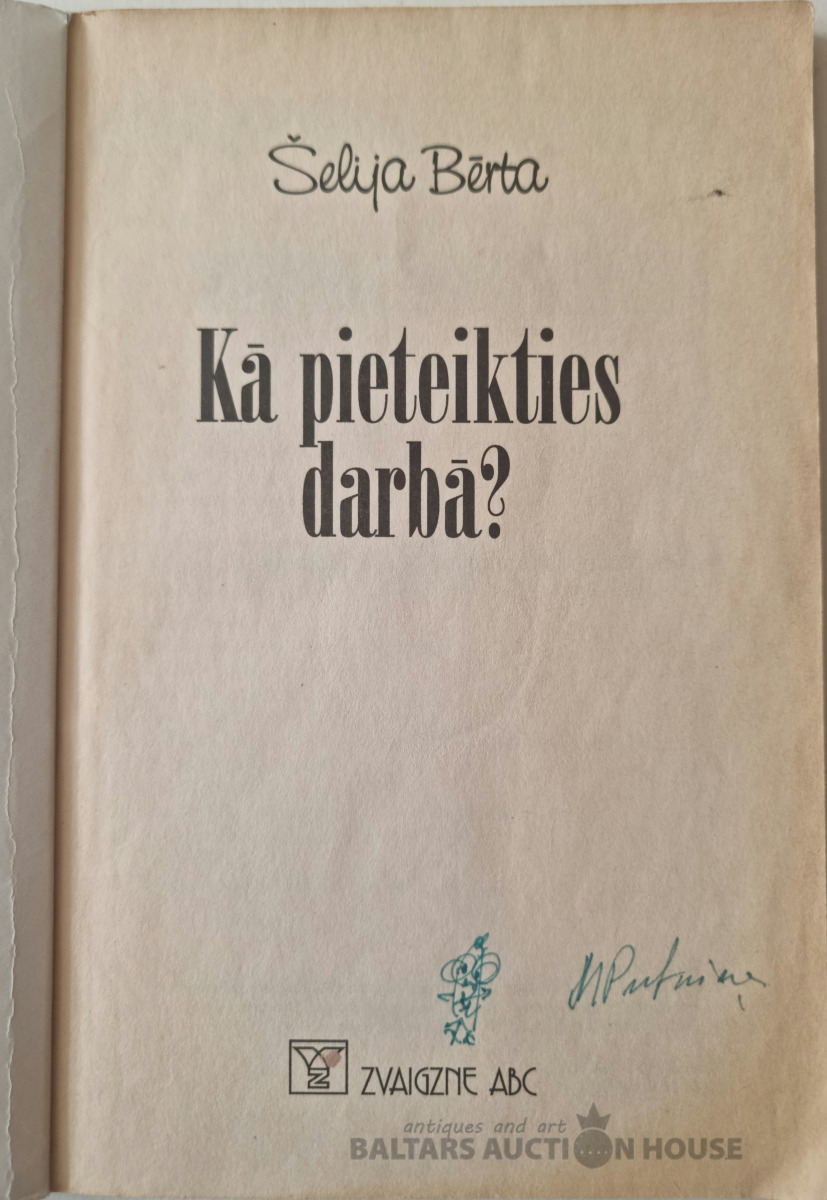 Šelija Bērta
Kā pieteikties
darbā?
ZVAIGZNE ABC
antiques and art
BALTARS AUCTION HOUSE